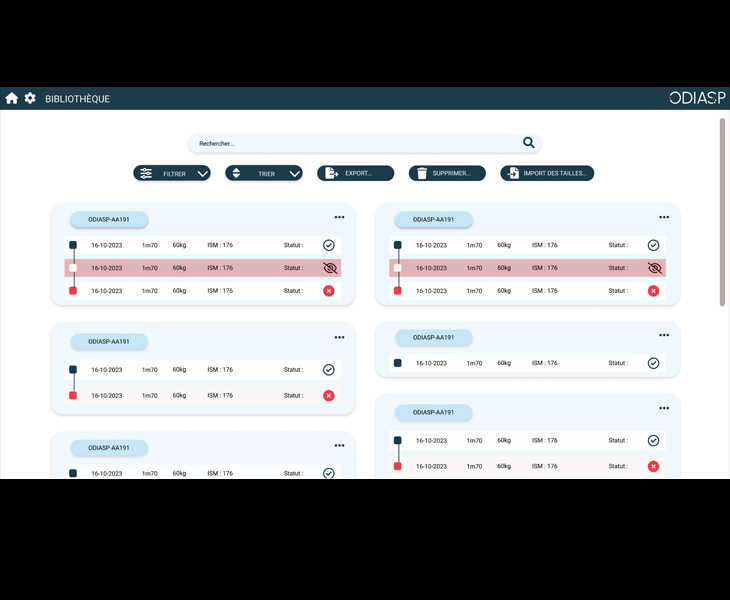 BIBLIOTHÈQUE
ODIASP
Rechercher...
FILTRER
TRIER
EXPORT...
SUPPRIMER...
IMPORT DES TAILLES...
ODIASP-AA191
16-10-2023 1m70 60kg ISM : 176 Statut :
16-10-2023 1m70 60kg ISM : 176 Statut :
16-10-2023 1m70 60kg ISM : 176 Statut :
ODIASP-AA191
16-10-2023 1m70 60kg ISM : 176 Statut :
16-10-2023 1m70 60kg ISM : 176 Statut :
16-10-2023 1m70 60kg ISM : 176 Statut :
ODIASP-AA191
16-10-2023 1m70 60kg ISM : 176 Statut :
16-10-2023 1m70 60kg ISM : 176 Statut :
ODIASP-AA191
16-10-2023 1m70 60kg ISM : 176 Statut :
ODIASP-AA191
16-10-2023 1m70 60kg ISM : 176 Statut :
ODIASP-AA191
16-10-2023 1m70 60kg ISM : 176 Statut :
16-10-2023 1m70 60kg ISM : 176 Statut :